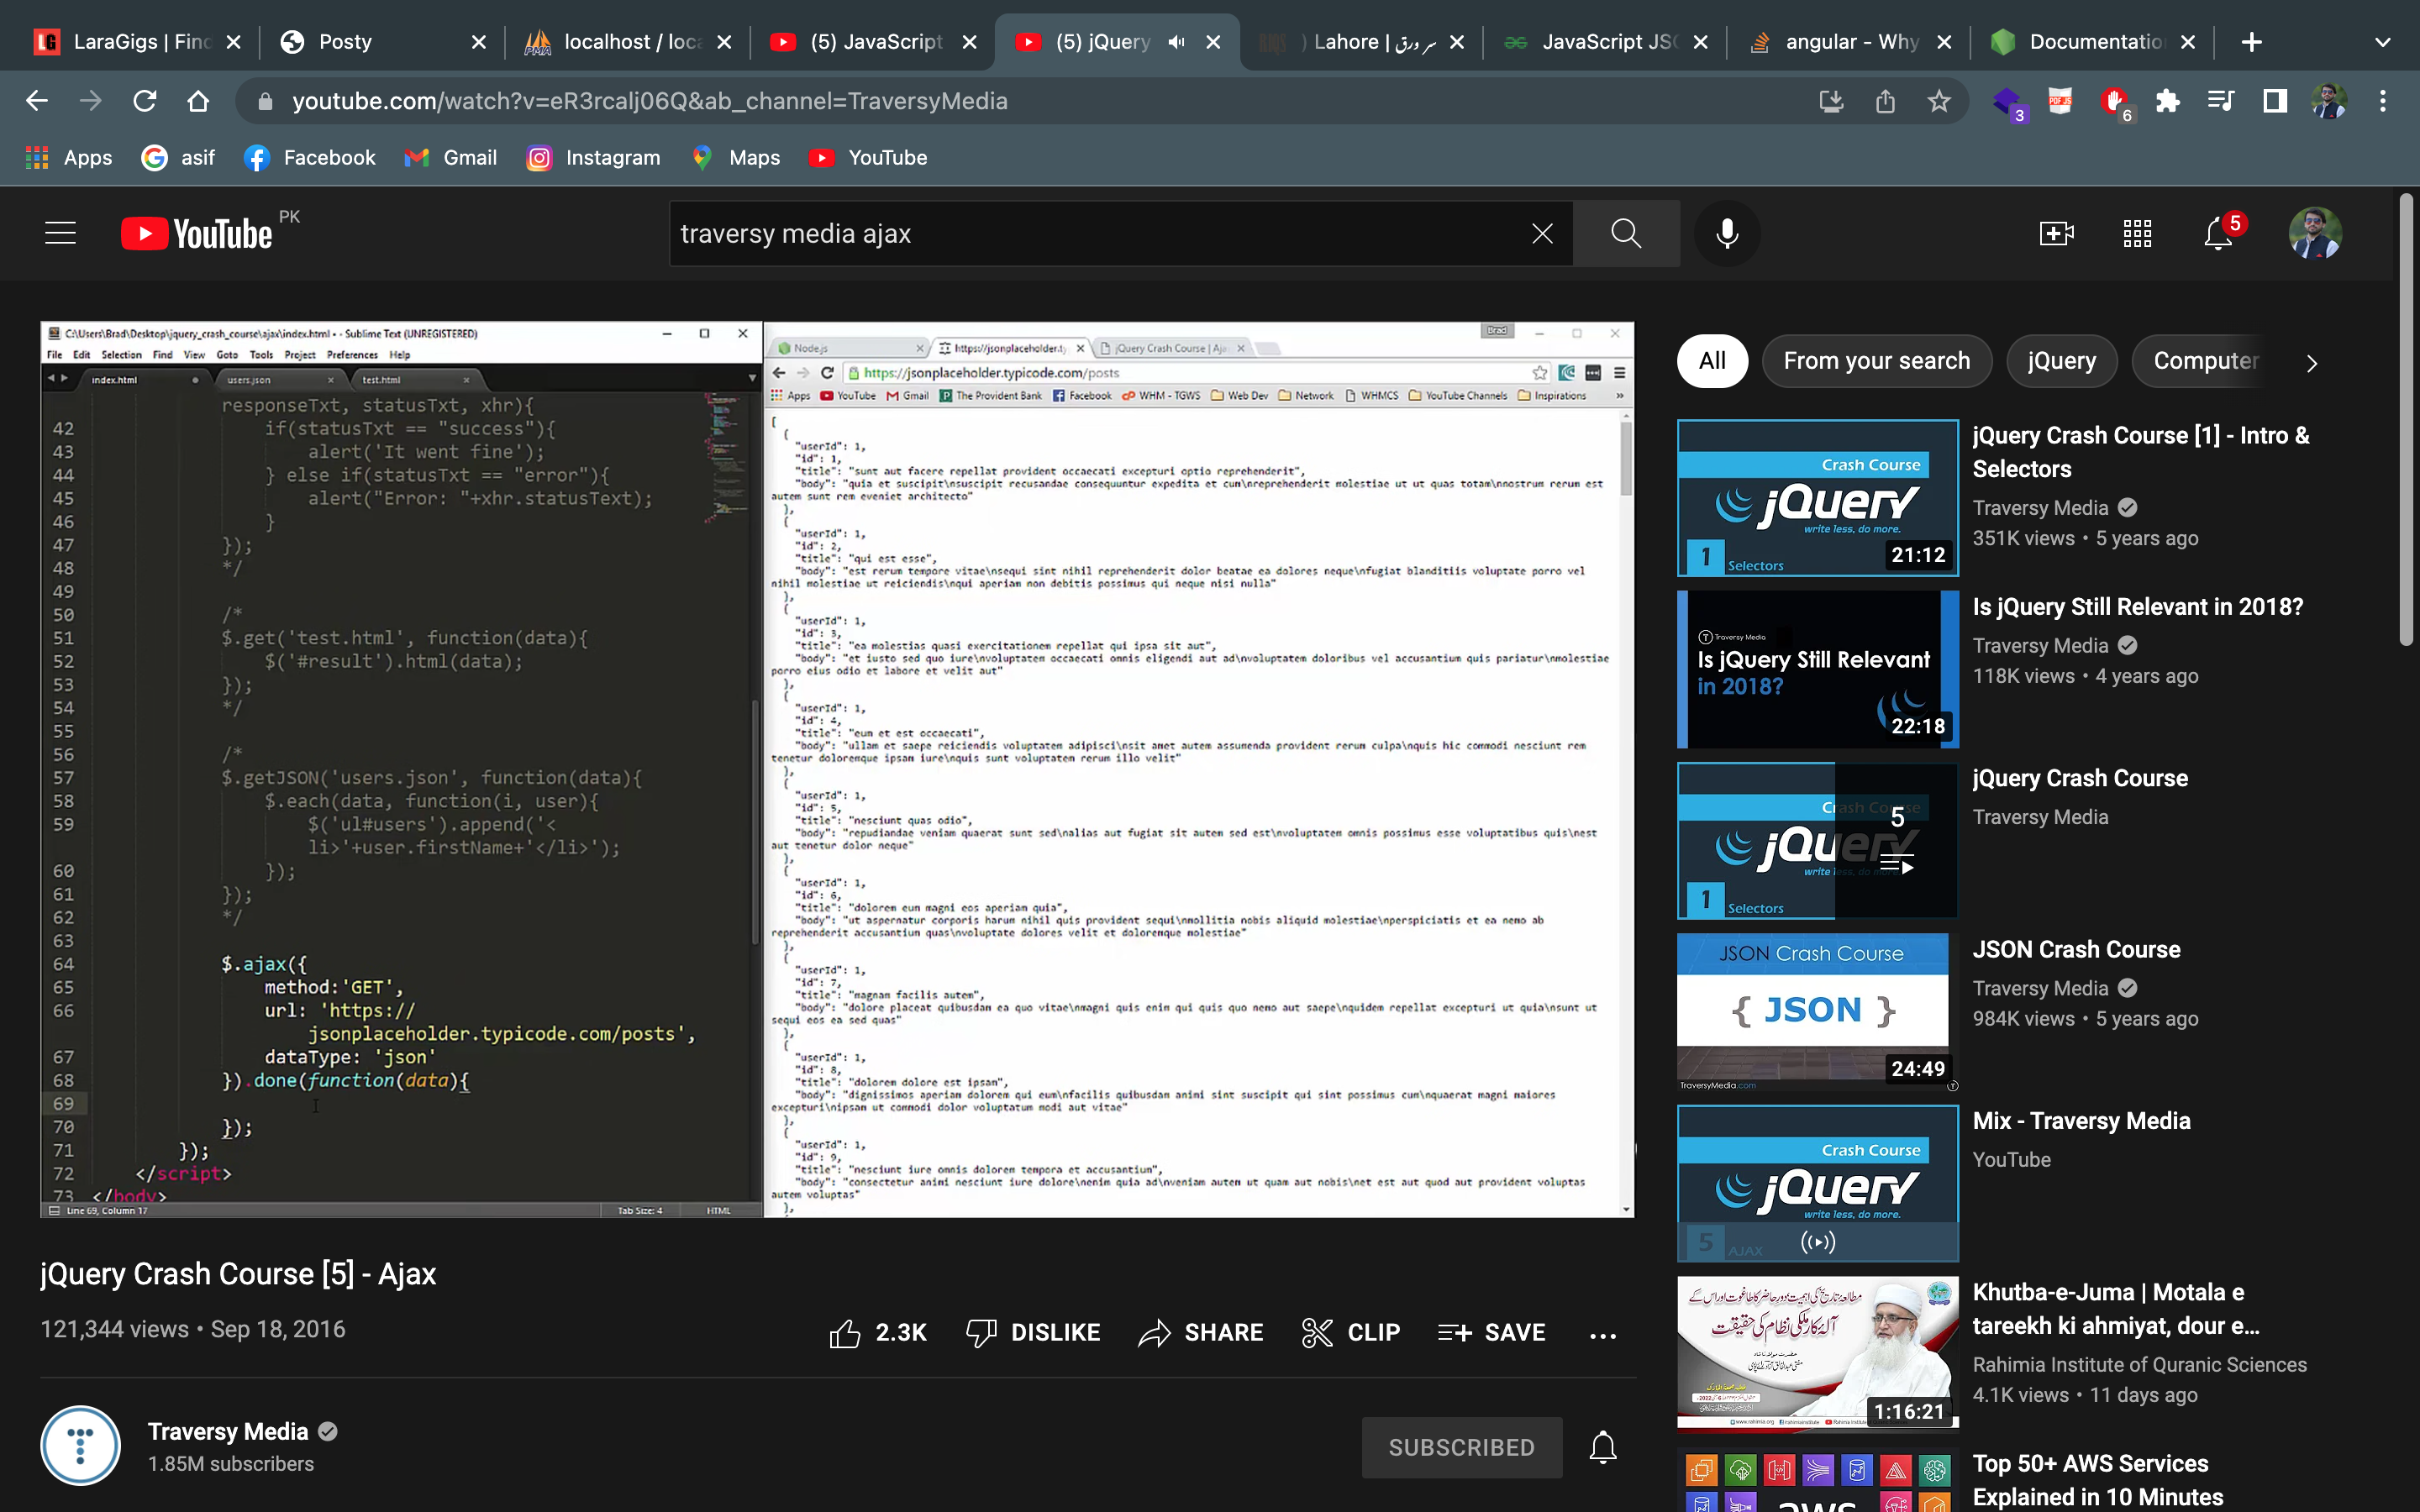 LaraGigs | Find
Posty
localhost / loca
(5) JavaScript
(5) jQuery
Lahore | سرورق
JavaScript JSO
angular - Why
Documentatio
youtube.com/watch?v=eR3rcalj06Q&ab_channel=TraversyMedia
3
6
Apps
asif
Facebook
Gmail
Instagram
Maps
YouTube
YouTube PK
traversy media ajax
5
C:\Users\Brad\Desktop\jquery_crash_course\ajax\index.html • - Sublime Text (UNREGISTERED)
File Edit Selection Find View Goto Tools Project Preferences Help
index.html
users.json
test.html
responseTxt, statusTxt, xhr){
42 if(statusTxt == "success"){
43 alert('It went fine');
44 } else if(statusTxt == "error"){
45 alert("Error: "+xhr.statusText);
46 }
47 });
48 */
49
50 /*
51 $.get('test.html', function(data){
52 $('#result').html(data);
53 });
54 */
55
56 /*
57 $.getJSON('users.json', function(data){
58 $.each(data, function(i, user){
59 $('ul#users').append('<
li>'+user.firstName+'</li>');
60 });
61 });
62 */
63
64 $.ajax({
65 method:'GET',
66 url: 'https://
jsonplaceholder.typicode.com/posts',
67 dataType: 'json'
68 }).done(function(data){
69
70 });
71 });
72 </script>
73 </body>
Line 69, Column 17
Tab Size: 4
HTML
Brad
Node.js
https://jsonplaceholder.ty
jQuery Crash Course | Aja
https://jsonplaceholder.typicode.com/posts
Apps YouTube Gmail The Provident Bank Facebook WHM - TGWS Web Dev Network WHMCS YouTube Channels Inspirations »
[
{
"userId": 1,
"id": 1,
"title": "sunt aut facere repellat provident occaecati excepturi optio reprehenderit",
"body": "quia et suscipit\nsuscipit recusandae consequuntur expedita et cum\nreprehenderit molestiae ut ut quas totam\nnostrum rerum est
autem sunt rem eveniet architecto"
},
{
"userId": 1,
"id": 2,
"title": "qui est esse",
"body": "est rerum tempore vitae\nsequi sint nihil reprehenderit dolor beatae ea dolores neque\nfugiat blanditiis voluptate porro vel
nihil molestiae ut reiciendis\nqui aperiam non debitis possimus qui neque nisi nulla"
},
{
"userId": 1,
"id": 3,
"title": "ea molestias quasi exercitationem repellat qui ipsa sit aut",
"body": "et iusto sed quo iure\nvoluptatem occaecati omnis eligendi aut ad\nvoluptatem doloribus vel accusantium quis pariatur\nmolestiae
porro eius odio et labore et velit aut"
},
{
"userId": 1,
"id": 4,
"title": "eum et est occaecati",
"body": "ullam et saepe reiciendis voluptatem adipisci\nsit amet autem assumenda provident rerum culpa\nquis hic commodi nesciunt rem
tenetur doloremque ipsam iure\nquis sunt voluptatem rerum illo velit"
},
{
"userId": 1,
"id": 5,
"title": "nesciunt quas odio",
"body": "repudiandae veniam quaerat sunt sed\nalias aut fugiat sit autem sed est\nvoluptatem omnis possimus esse voluptatibus quis\nest
aut tenetur dolor neque"
},
{
"userId": 1,
"id": 6,
"title": "dolorem eum magni eos aperiam quia",
"body": "ut aspernatur corporis harum nihil quis provident sequi\nmollitia nobis aliquid molestiae\nperspiciatis et ea nemo ab
reprehenderit accusantium quas\nvoluptate dolores velit et doloremque molestiae"
},
{
"userId": 1,
"id": 7,
"title": "magnam facilis autem",
"body": "dolore placeat quibusdam ea quo vitae\nmagni quis enim qui quis quo nemo aut saepe\nquidem repellat excepturi ut quia\nsunt ut
sequi eos ea sed quas"
},
{
"userId": 1,
"id": 8,
"title": "dolorem dolore est ipsam",
"body": "dignissimos aperiam dolorem qui eum\nfacilis quibusdam animi sint suscipit qui sint possimus cum\nquaerat magni maiores
excepturi\nipsam ut commodi dolor voluptatum modi aut vitae"
},
{
"userId": 1,
"id": 9,
"title": "nesciunt iure omnis dolorem tempora et accusantium",
"body": "consectetur animi nesciunt iure dolore\nenim quia ad\nveniam autem ut quam aut nobis\net est aut quod aut provident voluptas
autem voluptas"
},
jQuery Crash Course [5] - Ajax
121,344 views • Sep 18, 2016
2.3K
DISLIKE
SHARE
CLIP
SAVE
Traversy Media
1.85M subscribers
SUBSCRIBED
All
From your search
jQuery
Computer
Crash Course
jQuery
write less, do more.
1 Selectors
21:12
jQuery Crash Course [1] - Intro &
Selectors
Traversy Media
351K views • 5 years ago
Traversy Media
Is jQuery Still Relevant
in 2018?
22:18
Is jQuery Still Relevant in 2018?
Traversy Media
118K views • 4 years ago
Crash Course
jQuery
write less, do more.
1 Selectors
5
jQuery Crash Course
Traversy Media
JSON Crash Course
{ JSON }
TraversyMedia.com
24:49
JSON Crash Course
Traversy Media
984K views • 5 years ago
Crash Course
jQuery
write less, do more.
5 AJAX
Mix - Traversy Media
YouTube
1:16:21
Khutba-e-Juma | Motala e
tareekh ki ahmiyat, dour e...
Rahimia Institute of Quranic Sciences
4.1K views • 11 days ago
aws
Top 50+ AWS Services
Explained in 10 Minutes